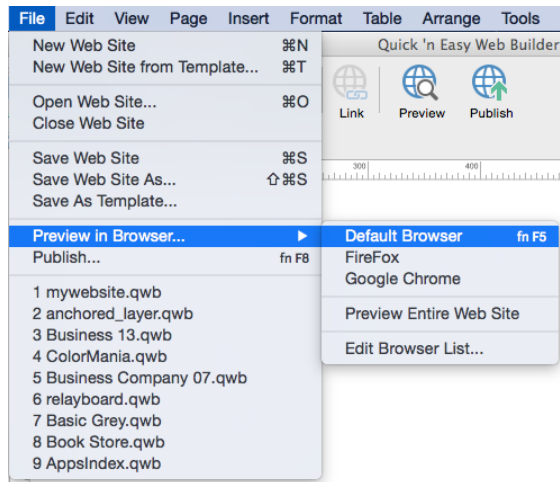 File Edit View Page Insert Format Table Arrange Tools
Quick 'n Easy Web Builder
New Web Site ⌘N
New Web Site from Template... ⌘T
Open Web Site... ⌘O
Close Web Site
Save Web Site ⌘S
Save Web Site As... ⇧⌘S
Save As Template...
Preview in Browser... ▶
Publish... fn F8
1 mywebsite.qwb
2 anchored_layer.qwb
3 Business 13.qwb
4 ColorMania.qwb
5 Business Company 07.qwb
6 relayboard.qwb
7 Basic Grey.qwb
8 Book Store.qwb
9 AppsIndex.qwb
Link Preview Publish
300 400
Default Browser fn F5
FireFox
Google Chrome
Preview Entire Web Site
Edit Browser List...